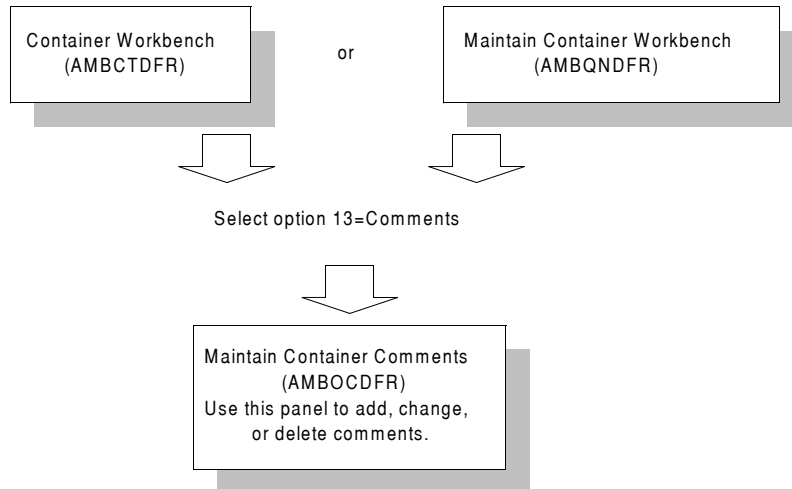 Container Workbench
(AMBCTDFR)
or
Maintain Container Workbench
(AMBQNDFR)
Select option 13=Comments
Maintain Container Comments
(AMBOCDFR)
Use this panel to add, change,
or delete comments.